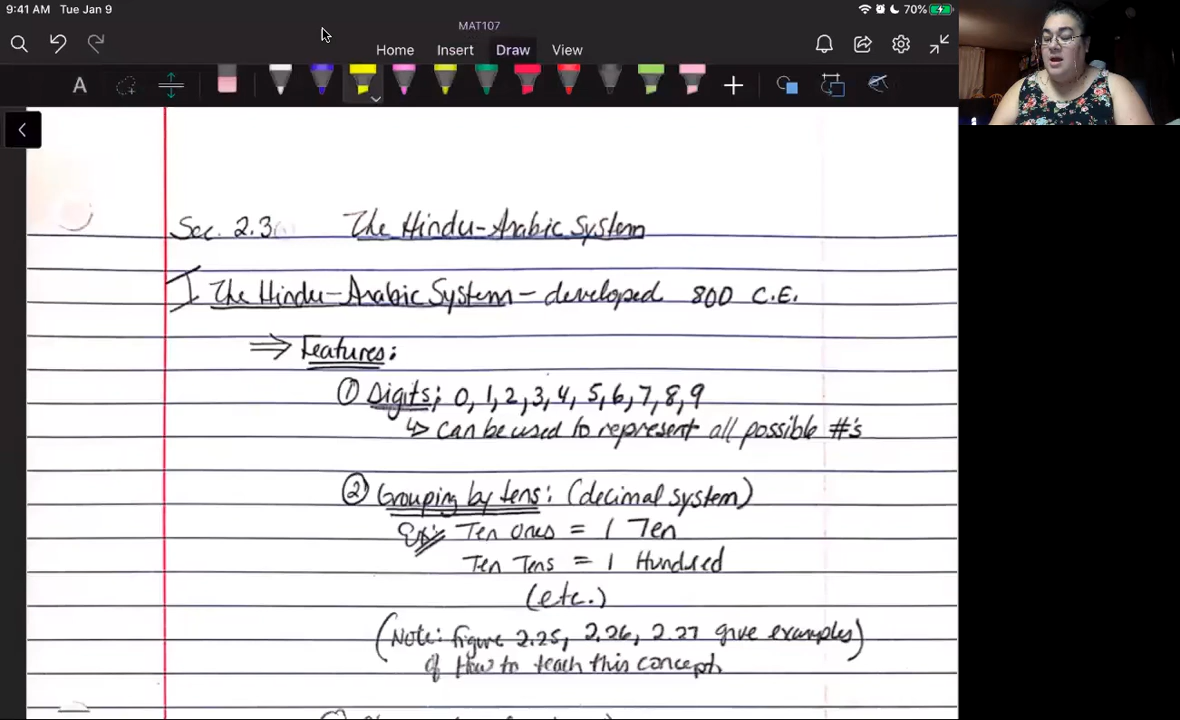 9:41 AM Tue Jan 9
70%
MAT107
Home Insert Draw View
A
Sec. 2.3 The Hindu-Arabic System
I The Hindu-Arabic System - developed 800 C.E.
⇒ Features:
① Digits; 0, 1, 2, 3, 4, 5, 6, 7, 8, 9
↳ can be used to represent all possible #'s
② Grouping by tens: (decimal system)
Ex: Ten ones = 1 Ten
Ten Tens = 1 Hundred
(etc.)
(Note: figure 2.25, 2.26, 2.27 give examples)
of How to teach this concept.